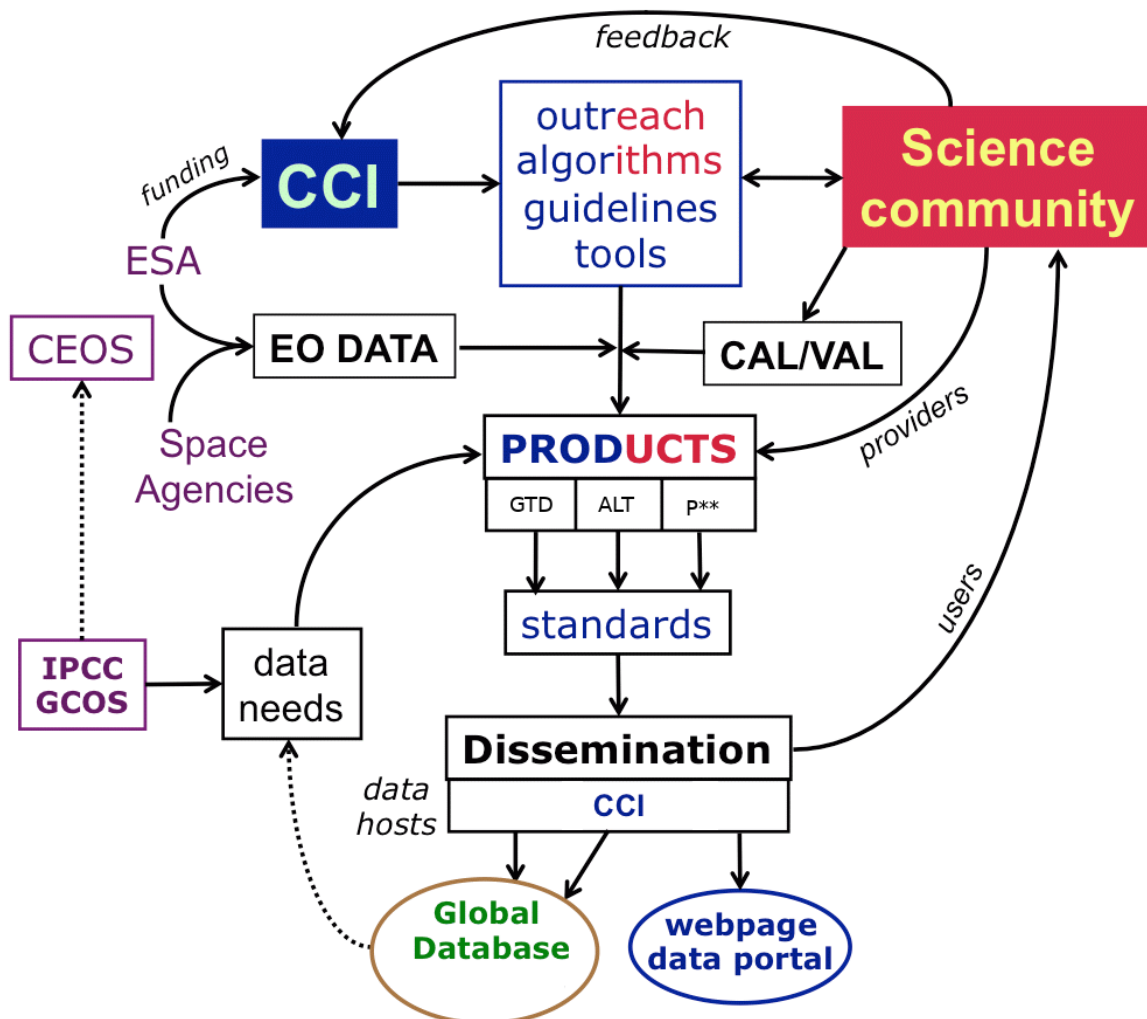 feedback
outreach
algorithms
guidelines
tools
Science
community
funding
CCI
ESA
CEOS
EO DATA
CAL/VAL
Space
Agencies
providers
PRODUCTS
GTD
ALT
P**
standards
users
IPCC
GCOS
data
needs
Dissemination
data
hosts
CCI
Global
Database
webpage
data portal